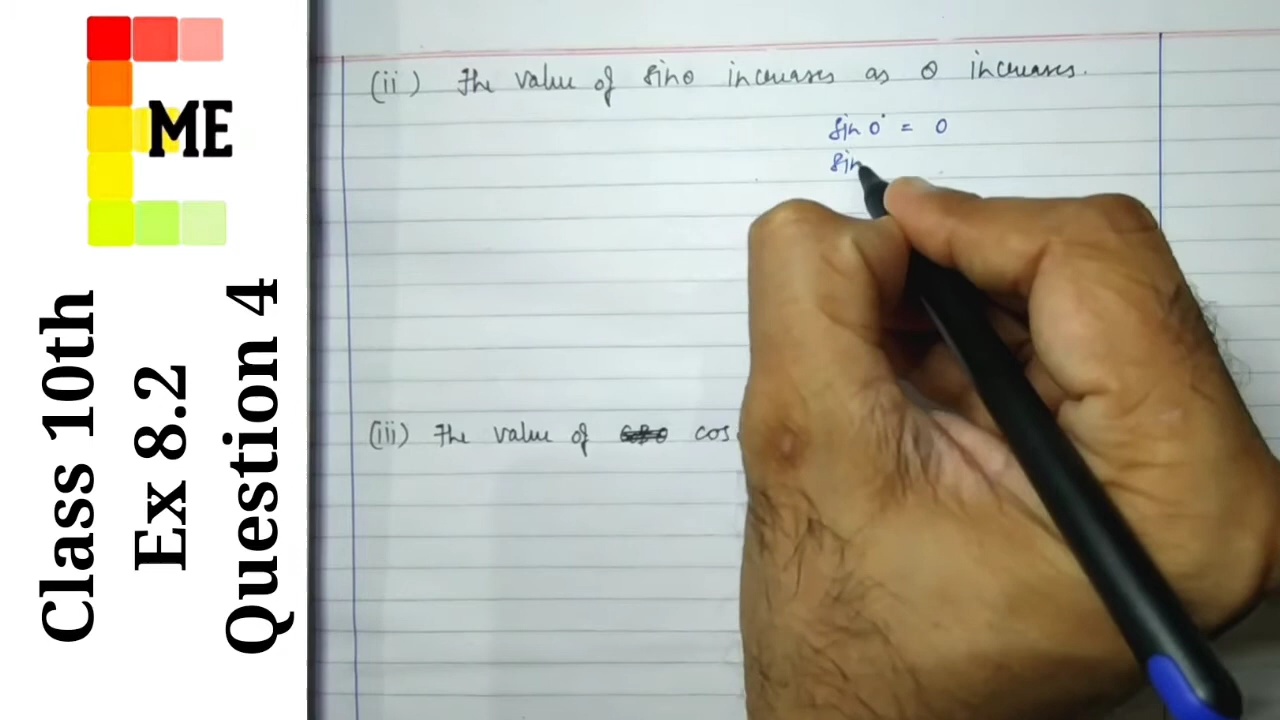 ME
Class 10th
Ex 8.2
Question 4
(ii) The value of sinθ increases as θ increases.
sin 0° = 0
sin
(iii) The value of cos